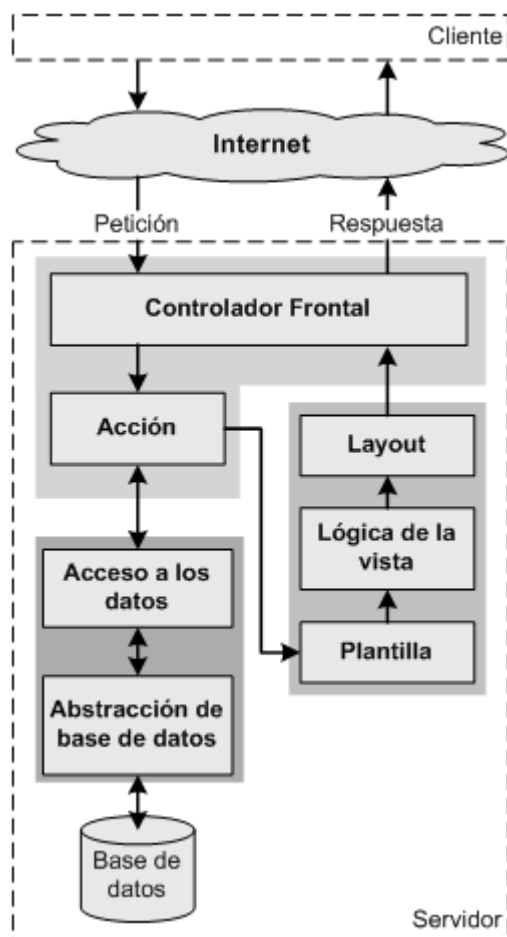 Cliente
Internet
Petición
Respuesta
Controlador Frontal
Acción
Layout
Lógica de la
vista
Acceso a los
datos
Plantilla
Abstracción de
base de datos
Base de
datos
Servidor